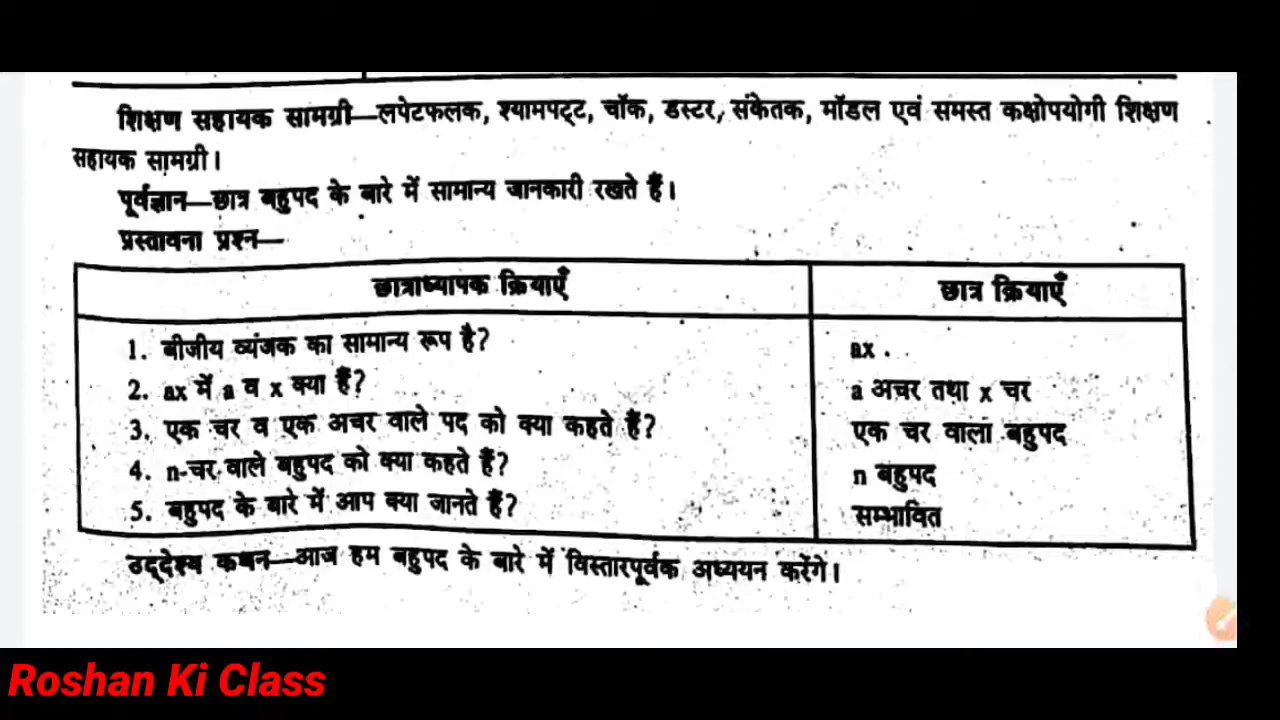 शिक्षण सहायक सामग्री—लपेटफलक, श्यामपट्ट, चॉक, डस्टर, संकेतक, मॉडल एवं समस्त कक्षोपयोगी शिक्षण
सहायक सामग्री।
पूर्वज्ञान—छात्र बहुपद के बारे में सामान्य जानकारी रखते हैं।
प्रस्तावना प्रश्न—
छात्राध्यापक क्रियाएँ छात्र क्रियाएँ
1. बीजीय व्यंजक का सामान्य रूप है? ax .
2. ax में a व x क्या हैं? a अचर तथा x चर
3. एक चर व एक अचर वाले पद को क्या कहते हैं? एक चर वाला बहुपद
4. n-चर वाले बहुपद को क्या कहते हैं? n बहुपद
5. बहुपद के बारे में आप क्या जानते हैं? सम्भावित
उद्देश्य कथन—आज हम बहुपद के बारे में विस्तारपूर्वक अध्ययन करेंगे।
Roshan Ki Class